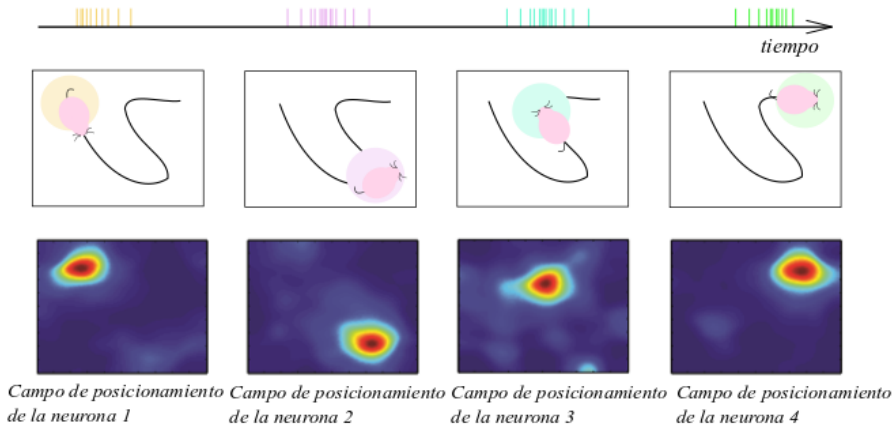 tiempo
Campo de posicionamiento
de la neurona 1
Campo de posicionamiento
de la neurona 2
Campo de posicionamiento
de la neurona 3
Campo de posicionamiento
de la neurona 4